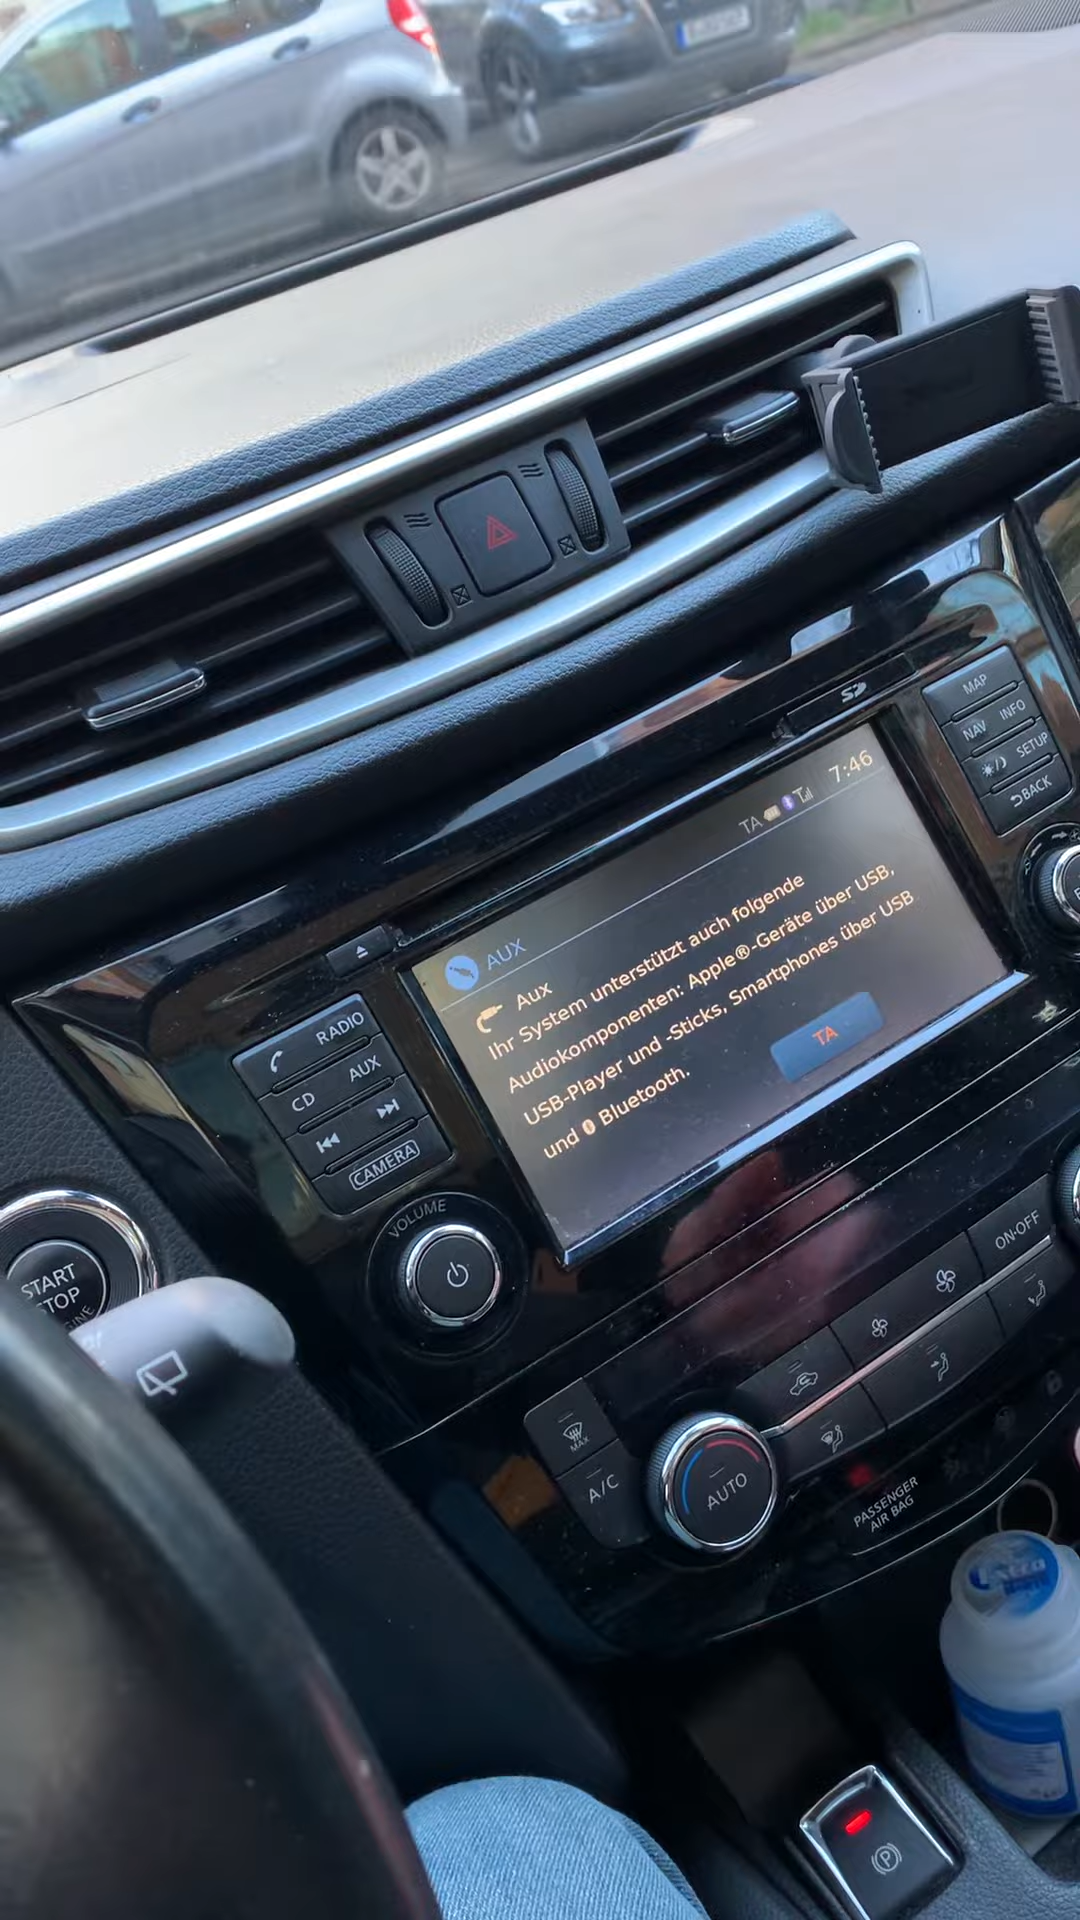 SD
MAP
NAV INFO
SETUP
BACK
7:46
TA
AUX
Aux
Ihr System unterstützt auch folgende
Audiokomponenten: Apple®-Geräte über USB,
USB-Player und -Sticks, Smartphones über USB
und Bluetooth.
TA
RADIO
CD AUX
CAMERA
VOLUME
START
STOP
ON·OFF
MAX
A/C
AUTO
PASSENGER
AIR BAG
P